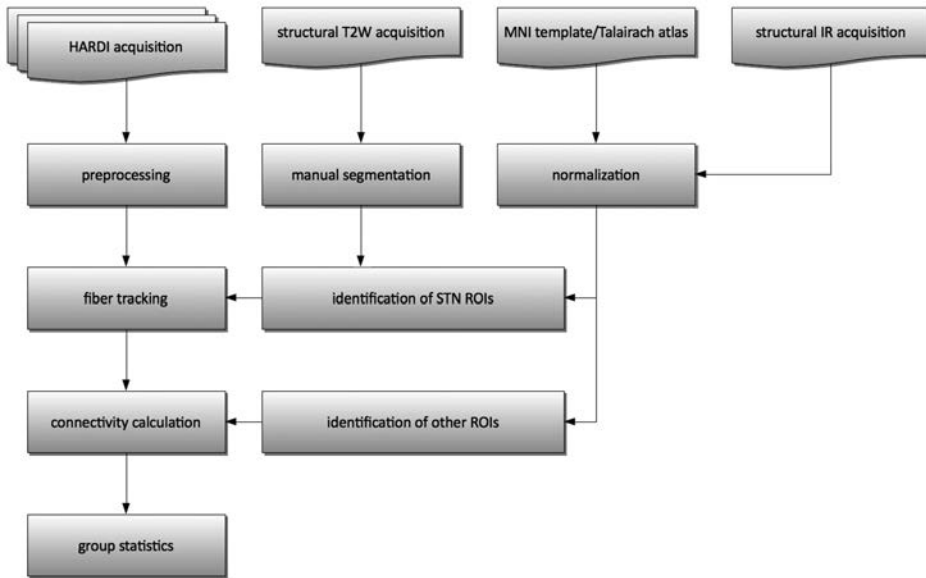 HARDI acquisition
structural T2W acquisition
MNI template/Talairach atlas
structural IR acquisition
preprocessing
manual segmentation
normalization
fiber tracking
identification of STN ROIs
connectivity calculation
identification of other ROIs
group statistics